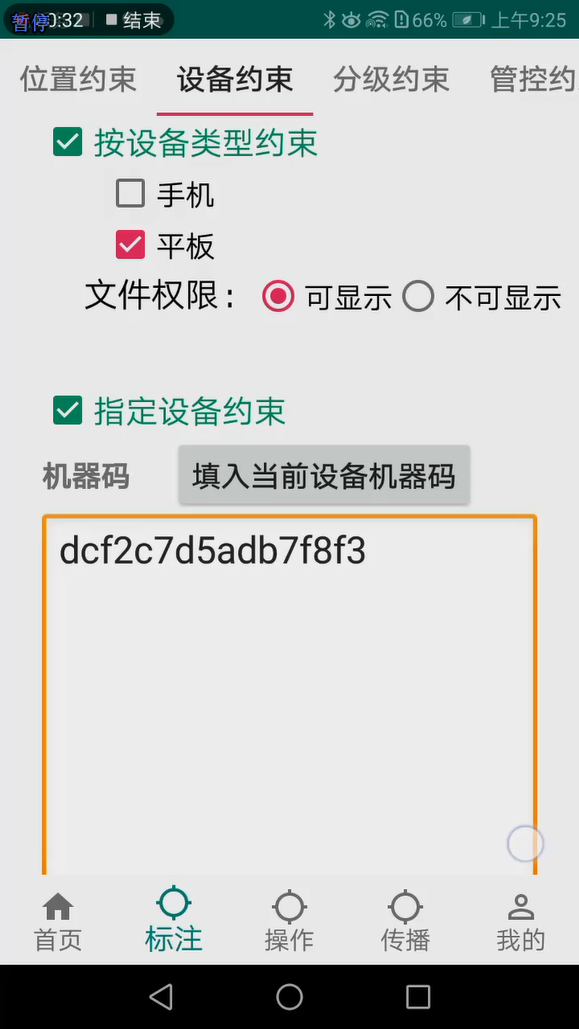 暂停 0:32 结束 66% 上午9:25
位置约束 设备约束 分级约束 管控约
按设备类型约束
手机
平板
文件权限: 可显示 不可显示
指定设备约束
机器码 填入当前设备机器码
dcf2c7d5adb7f8f3
首页 标注 操作 传播 我的